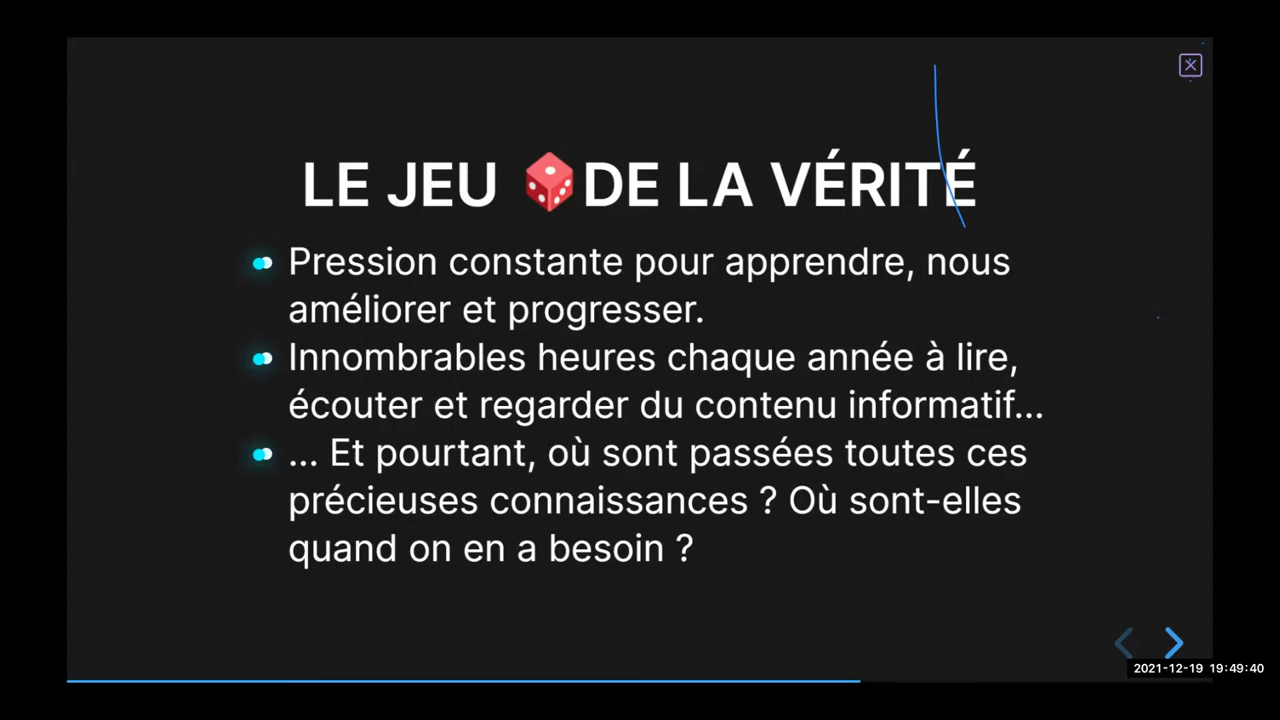 LE JEU 🎲DE LA VÉRITÉ
Pression constante pour apprendre, nous
améliorer et progresser.
Innombrables heures chaque année à lire,
écouter et regarder du contenu informatif...
... Et pourtant, où sont passées toutes ces
précieuses connaissances ? Où sont-elles
quand on en a besoin ?
2021-12-19 19:49:40